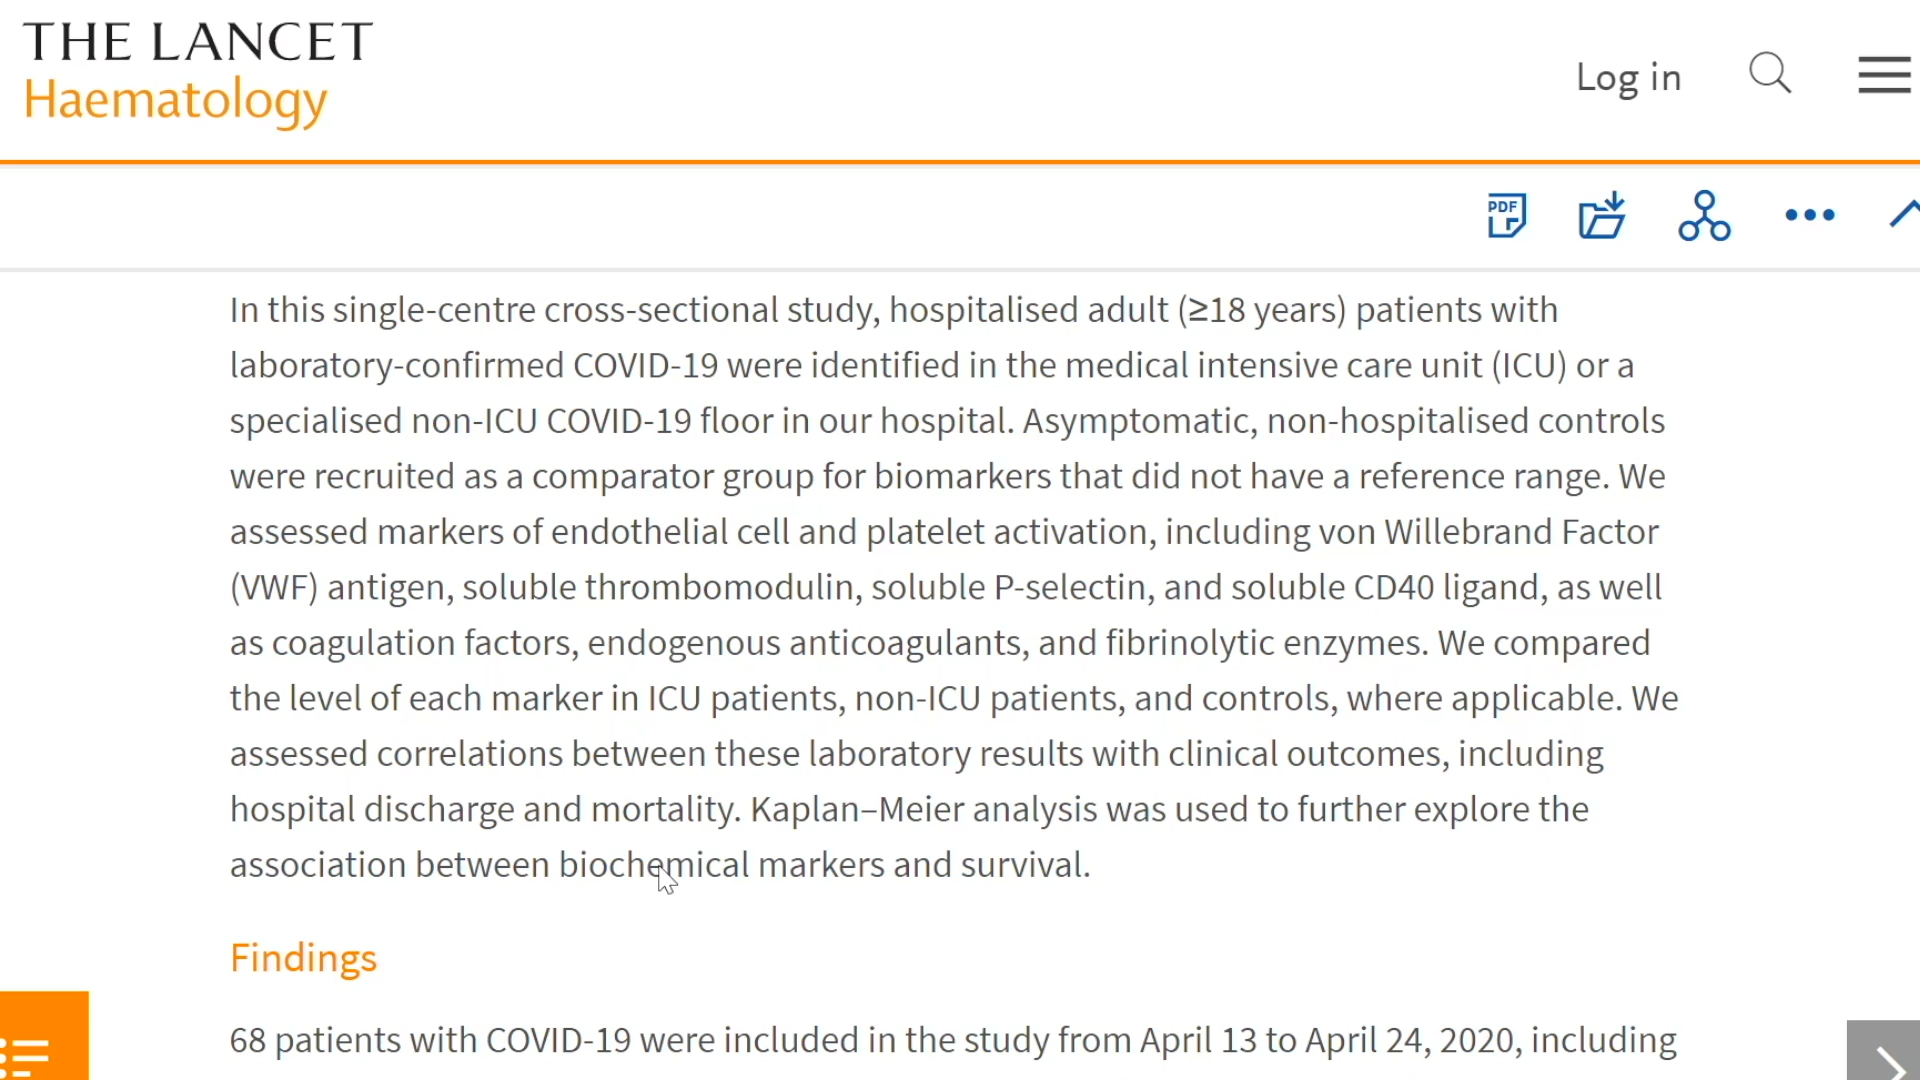 THE LANCET
Haematology
Log in
PDF
In this single-centre cross-sectional study, hospitalised adult (≥18 years) patients with
laboratory-confirmed COVID-19 were identified in the medical intensive care unit (ICU) or a
specialised non-ICU COVID-19 floor in our hospital. Asymptomatic, non-hospitalised controls
were recruited as a comparator group for biomarkers that did not have a reference range. We
assessed markers of endothelial cell and platelet activation, including von Willebrand Factor
(VWF) antigen, soluble thrombomodulin, soluble P-selectin, and soluble CD40 ligand, as well
as coagulation factors, endogenous anticoagulants, and fibrinolytic enzymes. We compared
the level of each marker in ICU patients, non-ICU patients, and controls, where applicable. We
assessed correlations between these laboratory results with clinical outcomes, including
hospital discharge and mortality. Kaplan–Meier analysis was used to further explore the
association between biochemical markers and survival.
Findings
68 patients with COVID-19 were included in the study from April 13 to April 24, 2020, including